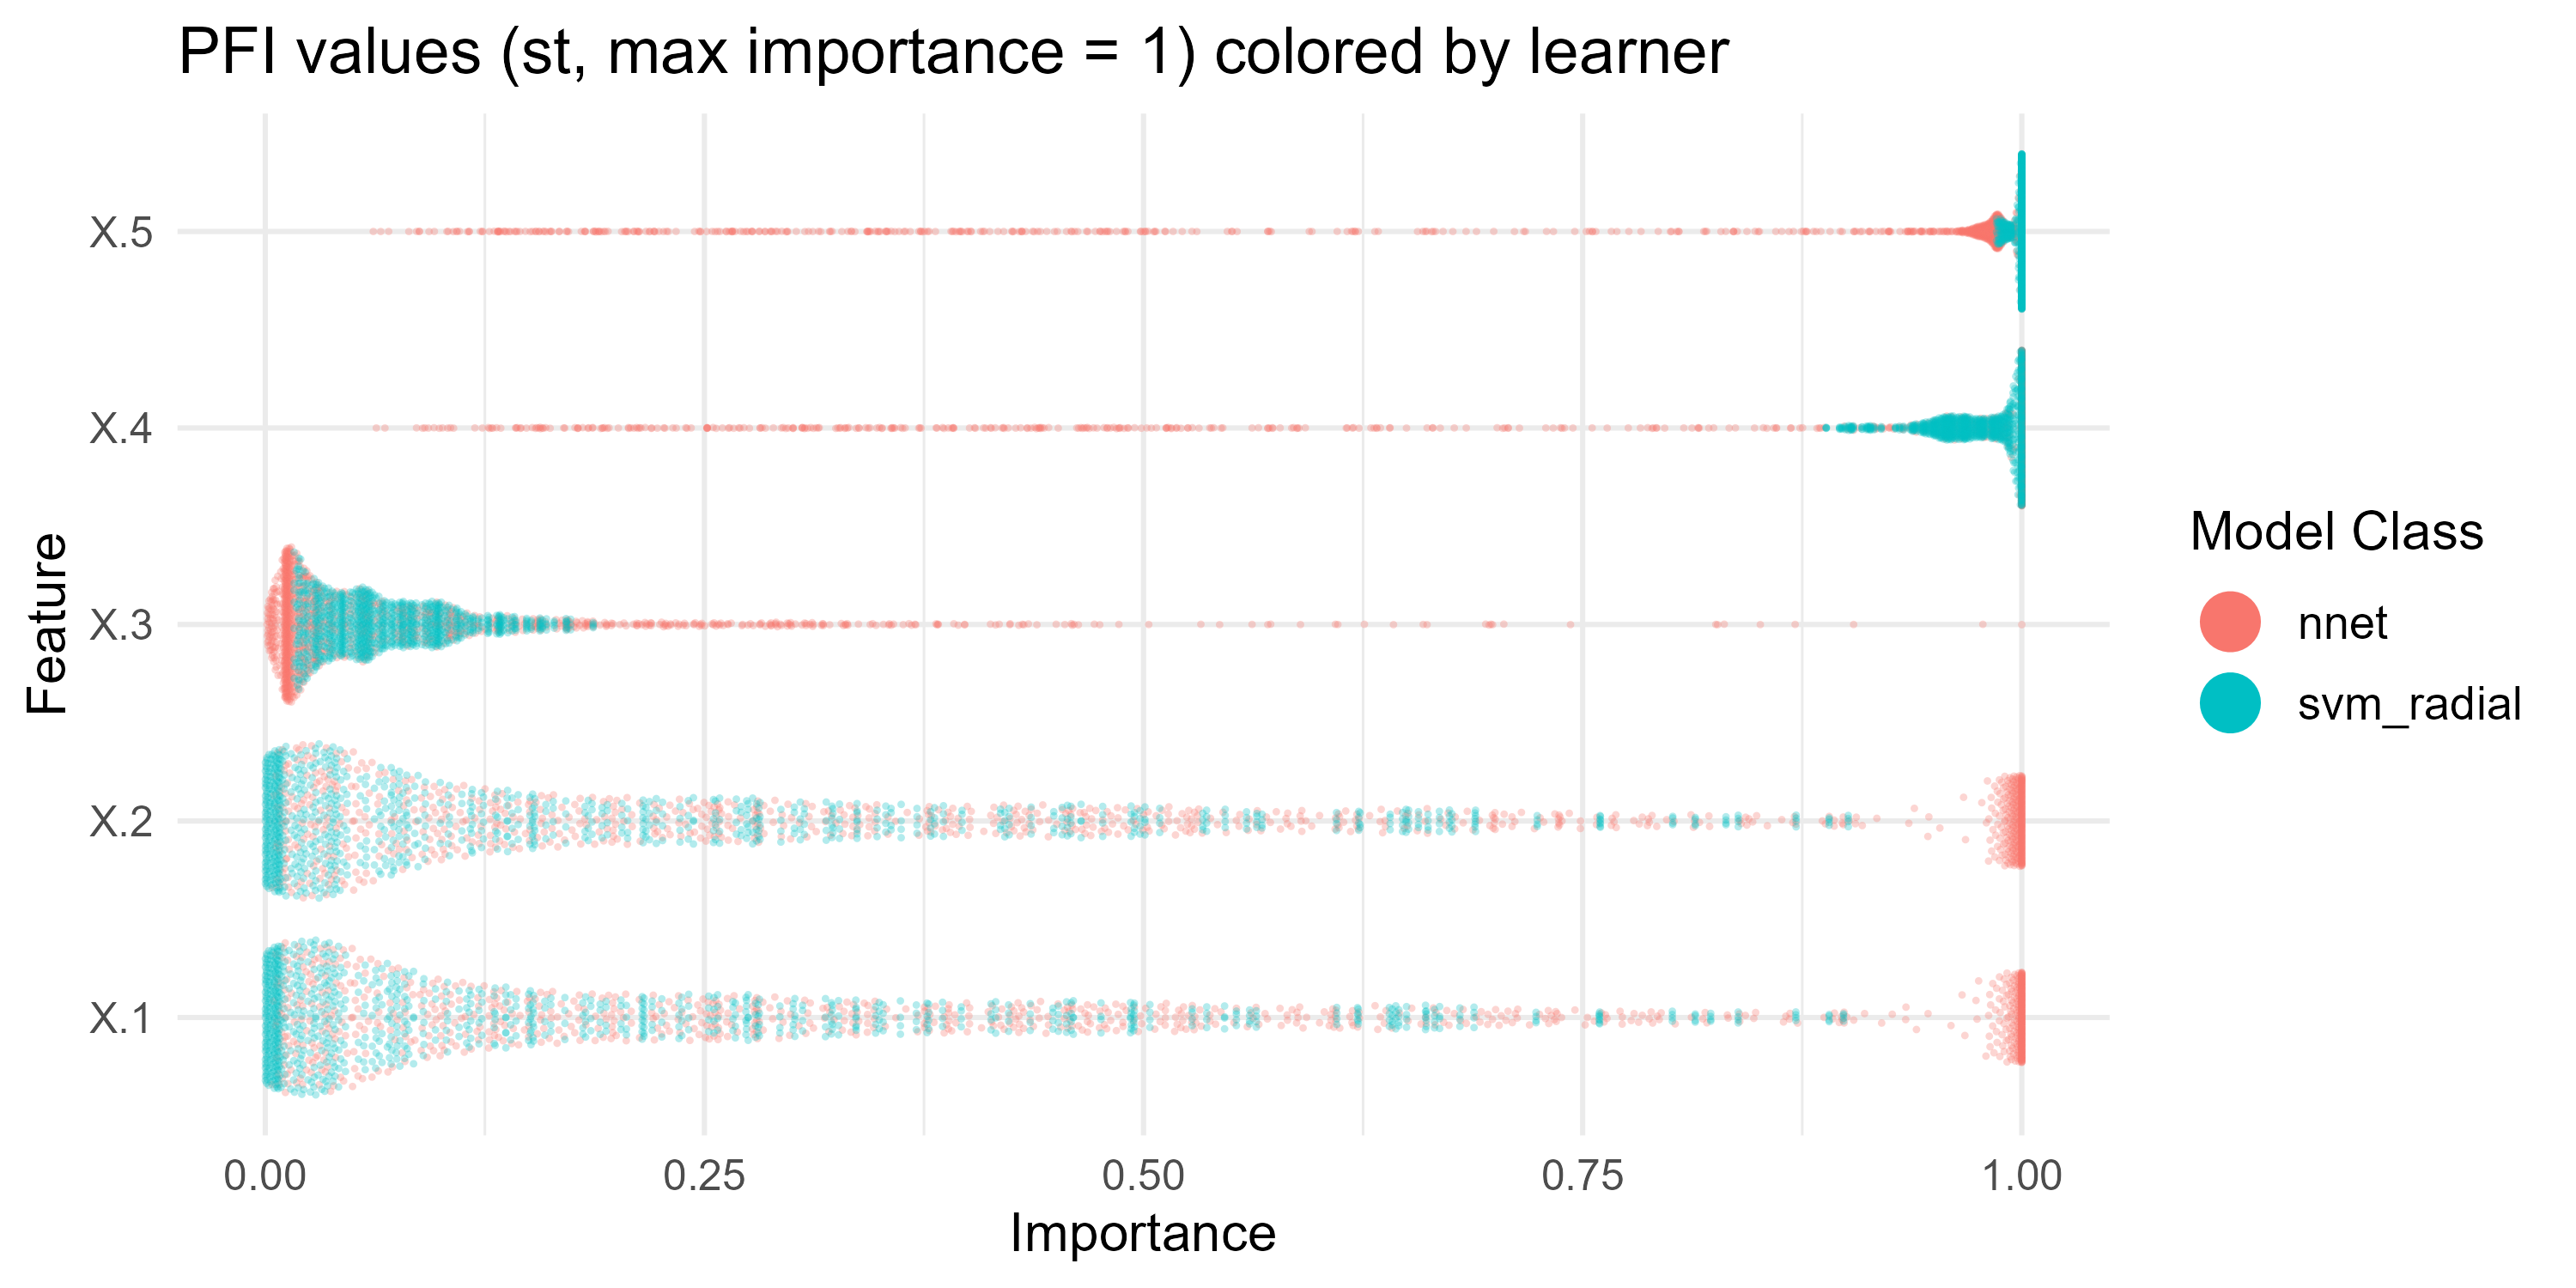 PFI values (st, max importance = 1) colored by learner
Feature
X.5
X.4
X.3
X.2
X.1
0.00 0.25 0.50 0.75 1.00
Importance
Model Class
nnet
svm_radial